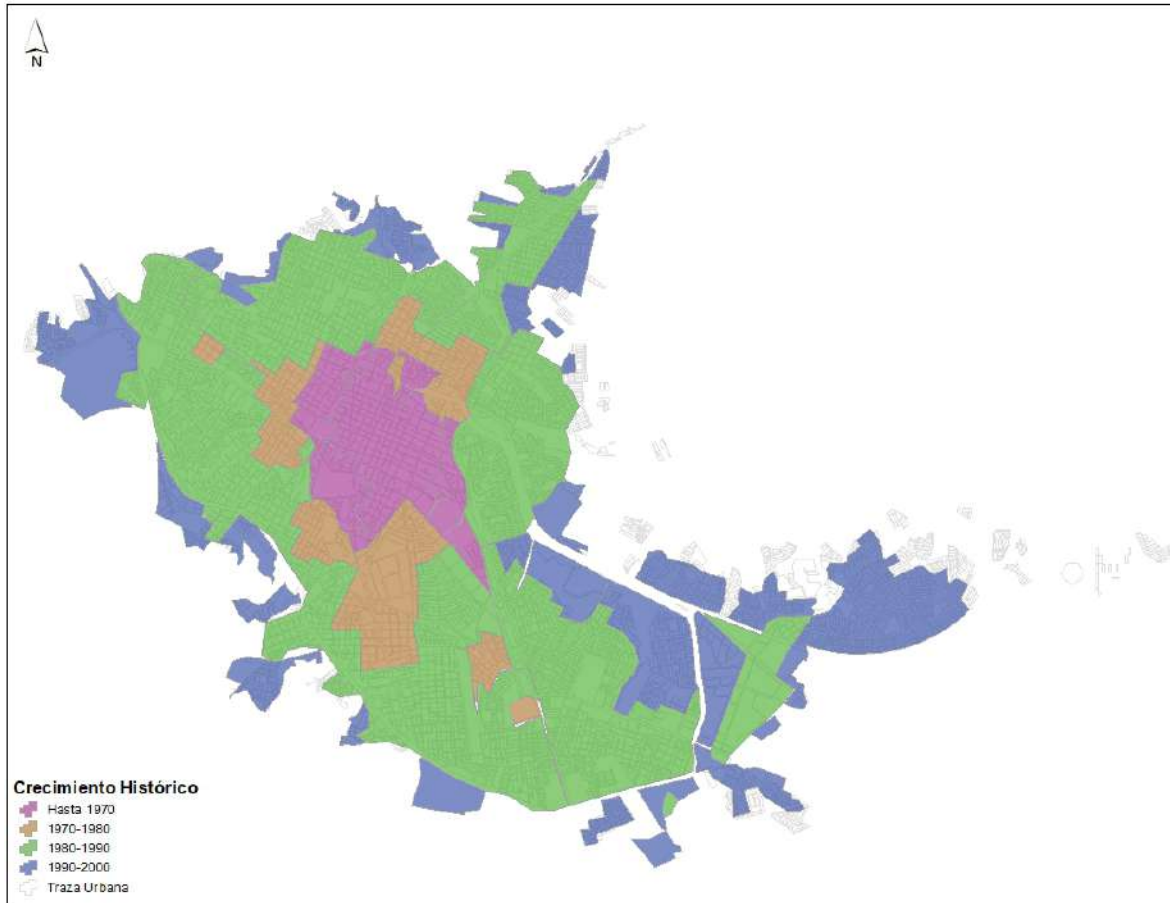 N
Crecimiento Histórico
Hasta 1970
1970-1980
1980-1990
1990-2000
Traza Urbana